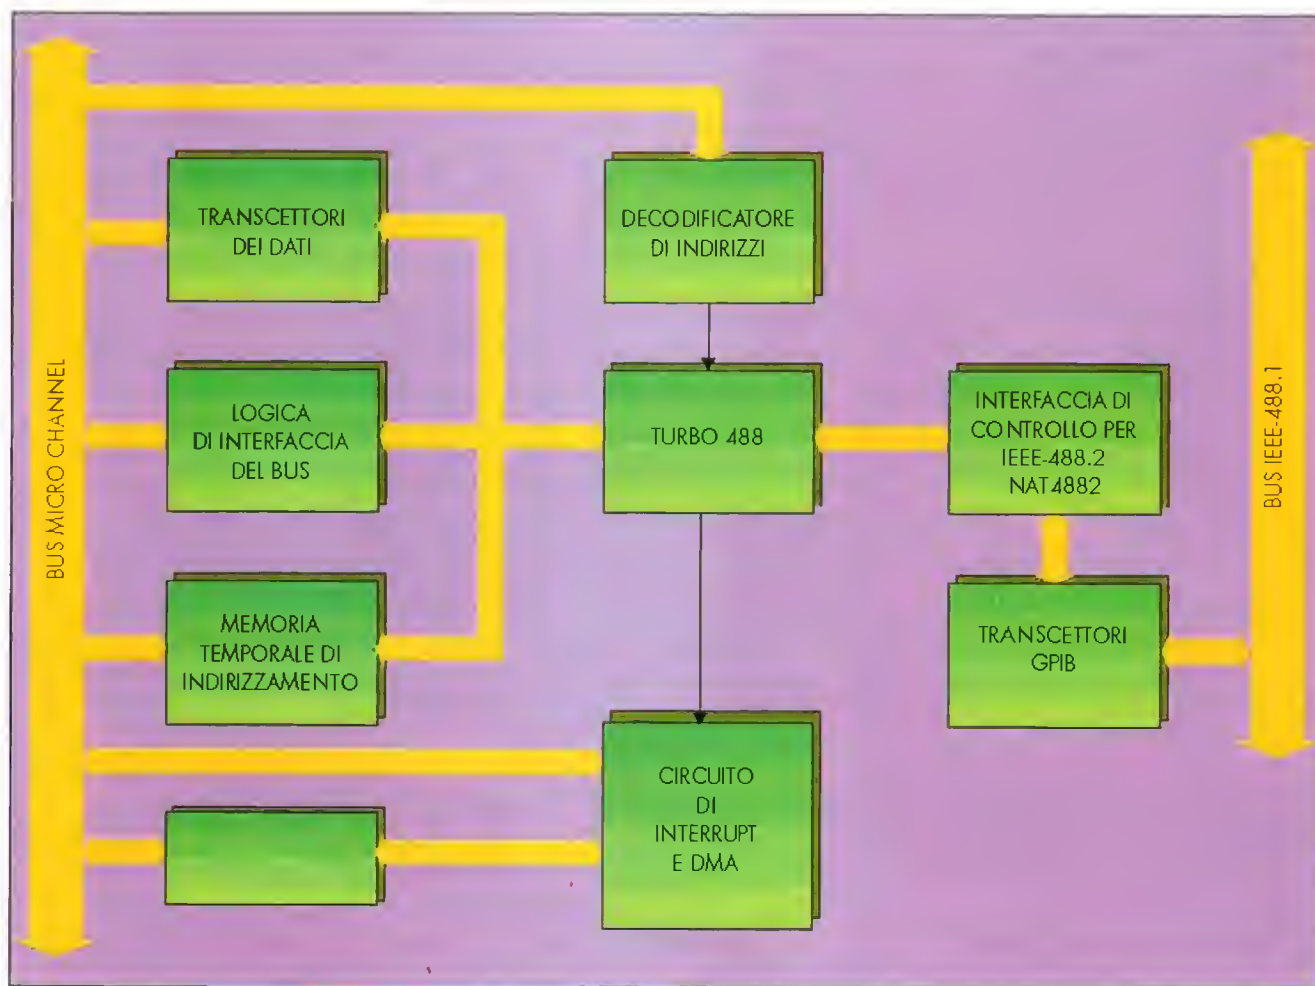 BUS MICRO CHANNEL
TRANSCETTORI
DEI DATI
DECODIFICATORE
DI INDIRIZZI
LOGICA
DI INTERFACCIA
DEL BUS
TURBO 488
INTERFACCIA DI
CONTROLLO PER
IEEE-488.2
NAT4882
BUS IEEE-488.1
MEMORIA
TEMPORALE DI
INDIRIZZAMENTO
TRANSCETTORI
GPIB
CIRCUITO
DI
INTERRUPT
E DMA